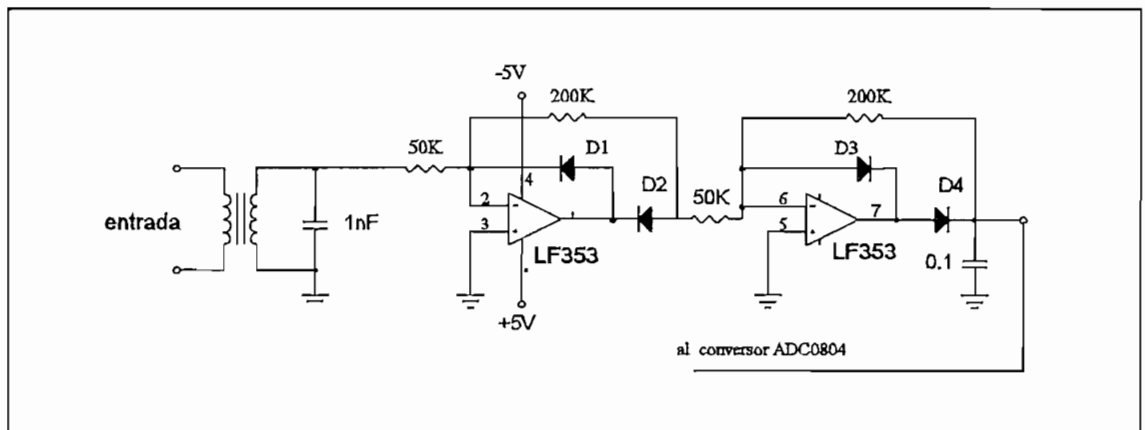 -5V
200K
200K
50K
D1
D3
4
D2
50K
D4
2
6
entrada
1nF
3
1
5
7
LF353
LF353
0.1
+5V
al conversor ADC0804